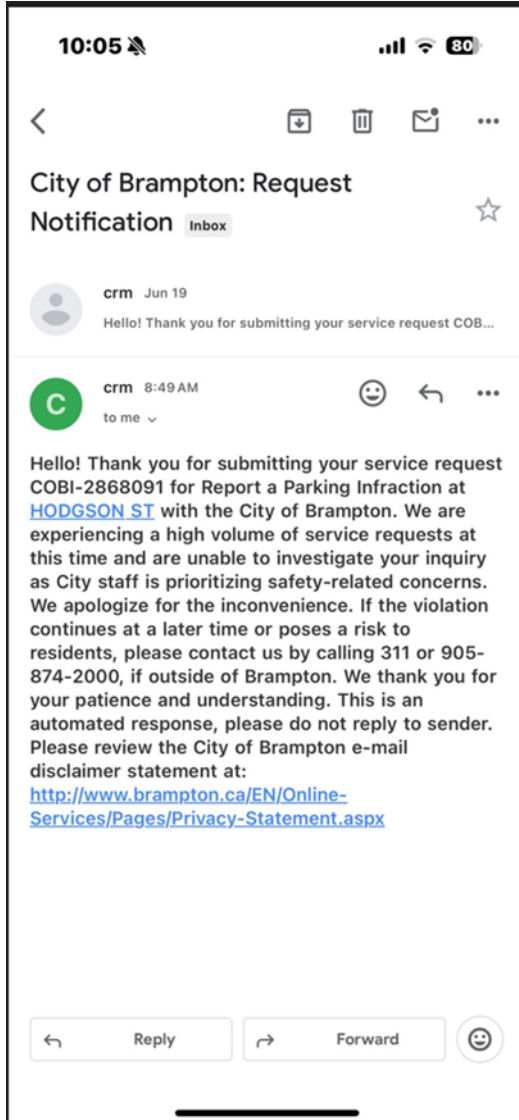 10:05
80
City of Brampton: Request
Notification Inbox
crm Jun 19
Hello! Thank you for submitting your service request COB...
C
crm 8:49 AM
to me
Hello! Thank you for submitting your service request
COBI-2868091 for Report a Parking Infraction at
HODGSON ST with the City of Brampton. We are
experiencing a high volume of service requests at
this time and are unable to investigate your inquiry
as City staff is prioritizing safety-related concerns.
We apologize for the inconvenience. If the violation
continues at a later time or poses a risk to
residents, please contact us by calling 311 or 905-
874-2000, if outside of Brampton. We thank you for
your patience and understanding. This is an
automated response, please do not reply to sender.
Please review the City of Brampton e-mail
disclaimer statement at:
http://www.brampton.ca/EN/Online-
Services/Pages/Privacy-Statement.aspx
Reply
Forward